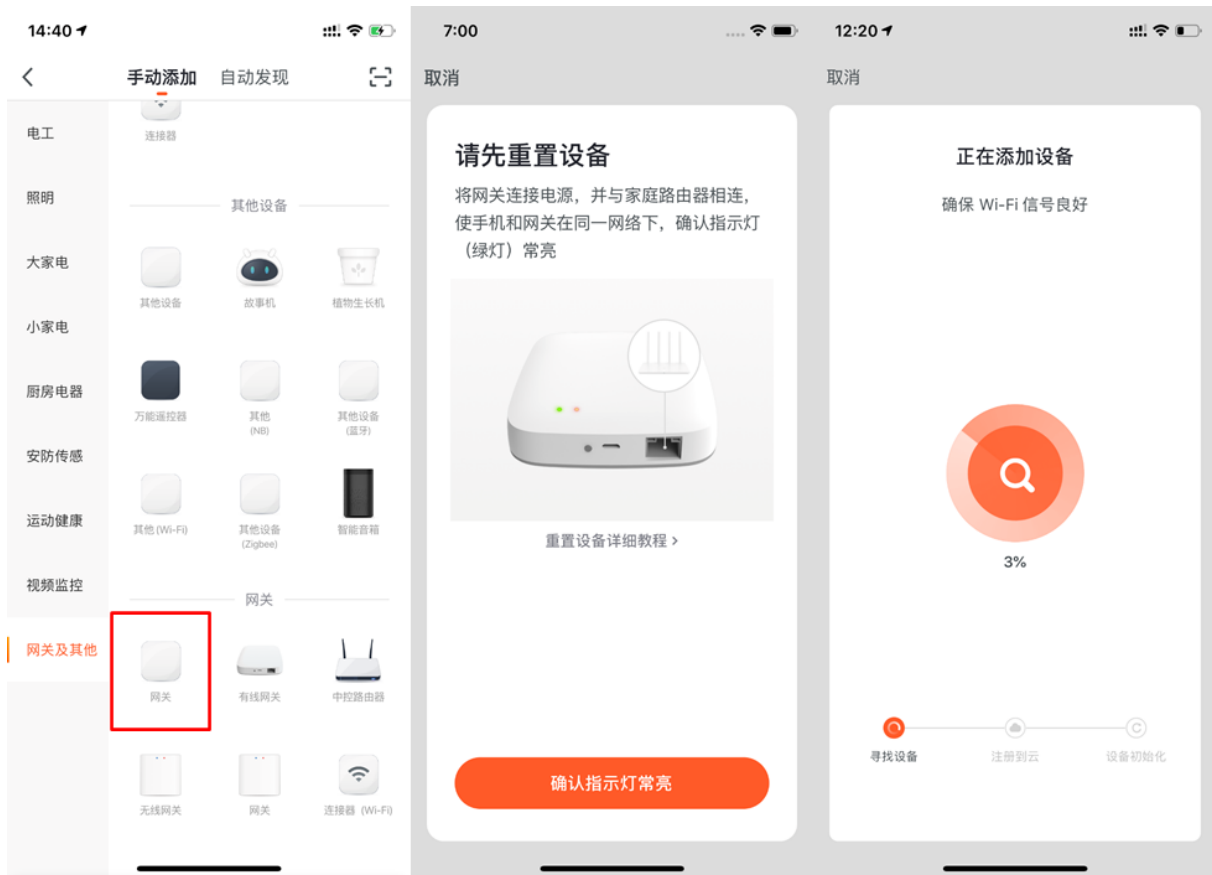 14:40
手动添加
自动发现
电工
照明
大家电
小家电
厨房电器
安防传感
运动健康
视频监控
网关及其他
连接器
其他设备
其他设备
故事机
植物生长机
万能遥控器
其他
(NB)
其他设备
(蓝牙)
其他 (Wi-Fi)
其他设备
(Zigbee)
智能音箱
网关
网关
有线网关
中控路由器
无线网关
网关
连接器 (Wi-Fi)
7:00
取消
请先重置设备
将网关连接电源，并与家庭路由器相连，
使手机和网关在同一网络下，确认指示灯
（绿灯）常亮
重置设备详细教程 >
确认指示灯常亮
12:20
取消
正在添加设备
确保 Wi-Fi 信号良好
3%
寻找设备
注册到云
设备初始化